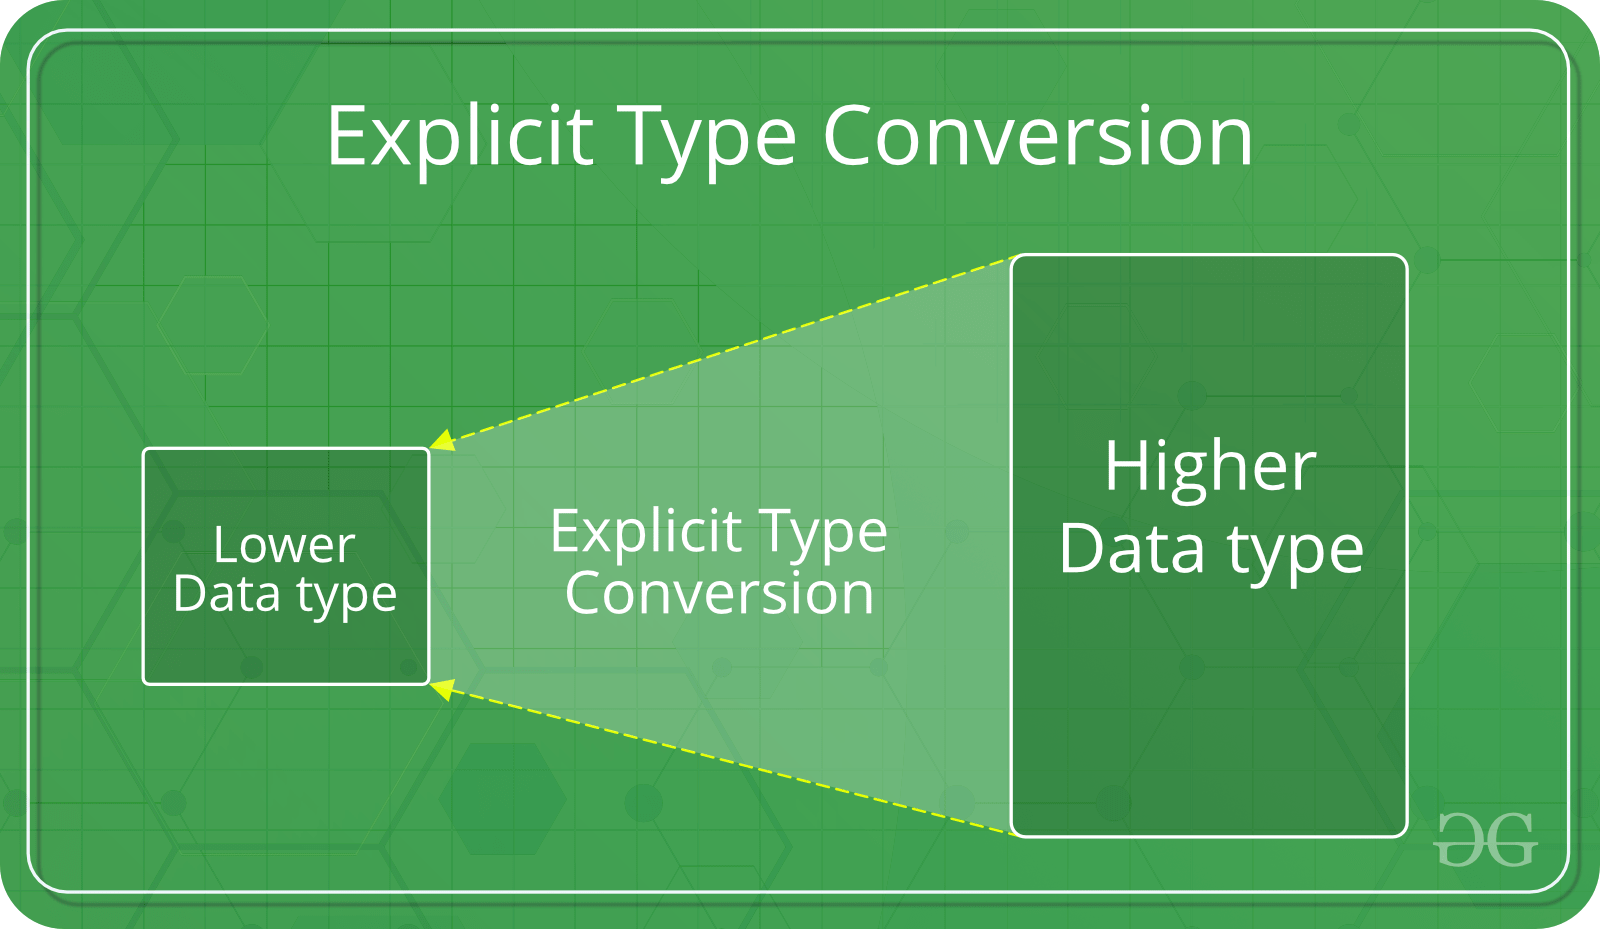 Explicit Type Conversion
Lower
Data type
Explicit Type
Conversion
Higher
Data type